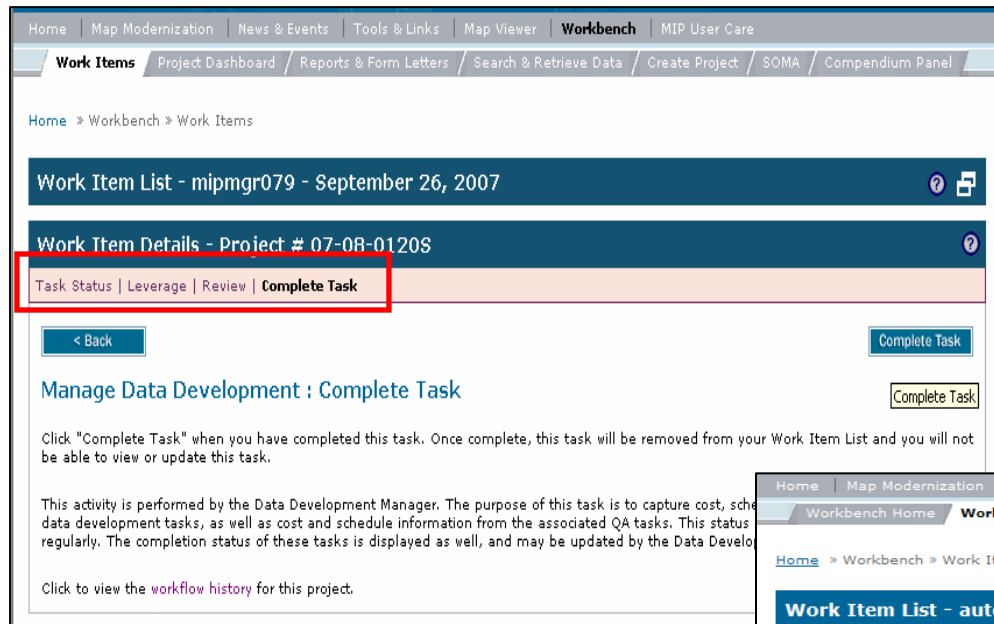 Home | Map Modernization | News & Events | Tools & Links | Map Viewer | Workbench | MIP User Care
Work Items / Project Dashboard / Reports & Form Letters / Search & Retrieve Data / Create Project / SOMA / Compendium Panel
Home » Workbench » Work Items
Work Item List - mipmgr079 - September 26, 2007
Work Item Details - Project # 07-08-0120S
Task Status | Leverage | Review | Complete Task
< Back
Complete Task
Manage Data Development : Complete Task
Complete Task
Click "Complete Task" when you have completed this task. Once complete, this task will be removed from your Work Item List and you will not
be able to view or update this task.
This activity is performed by the Data Development Manager. The purpose of this task is to capture cost,
data development tasks, as well as cost and schedule information from the associated QA tasks. This status
regularly. The completion status of these tasks is displayed as well, and may be updated by the Data
Click to view the workflow history for this project.
Home | Map Modernization
Workbench Home /
Home » Workbench » Work
Work Item List -